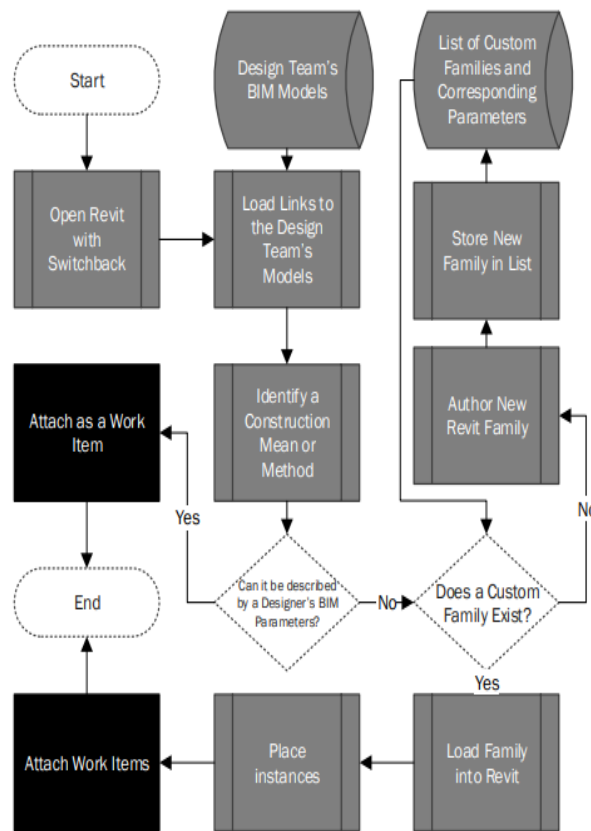 Start
Design Team's
BIM Models
List of Custom
Families and
Corresponding
Parameters
Open Revit
with
Switchback
Load Links to
the Design
Team's
Models
Store New
Family in List
Attach as a Work
Item
Identify a
Construction
Mean or
Method
Author New
Revit Family
Yes
No
End
Can it be described
by a Designer's BIM
Parameters?
No
Does a Custom
Family Exist?
Yes
Attach Work Items
Place
instances
Load Family
into Revit